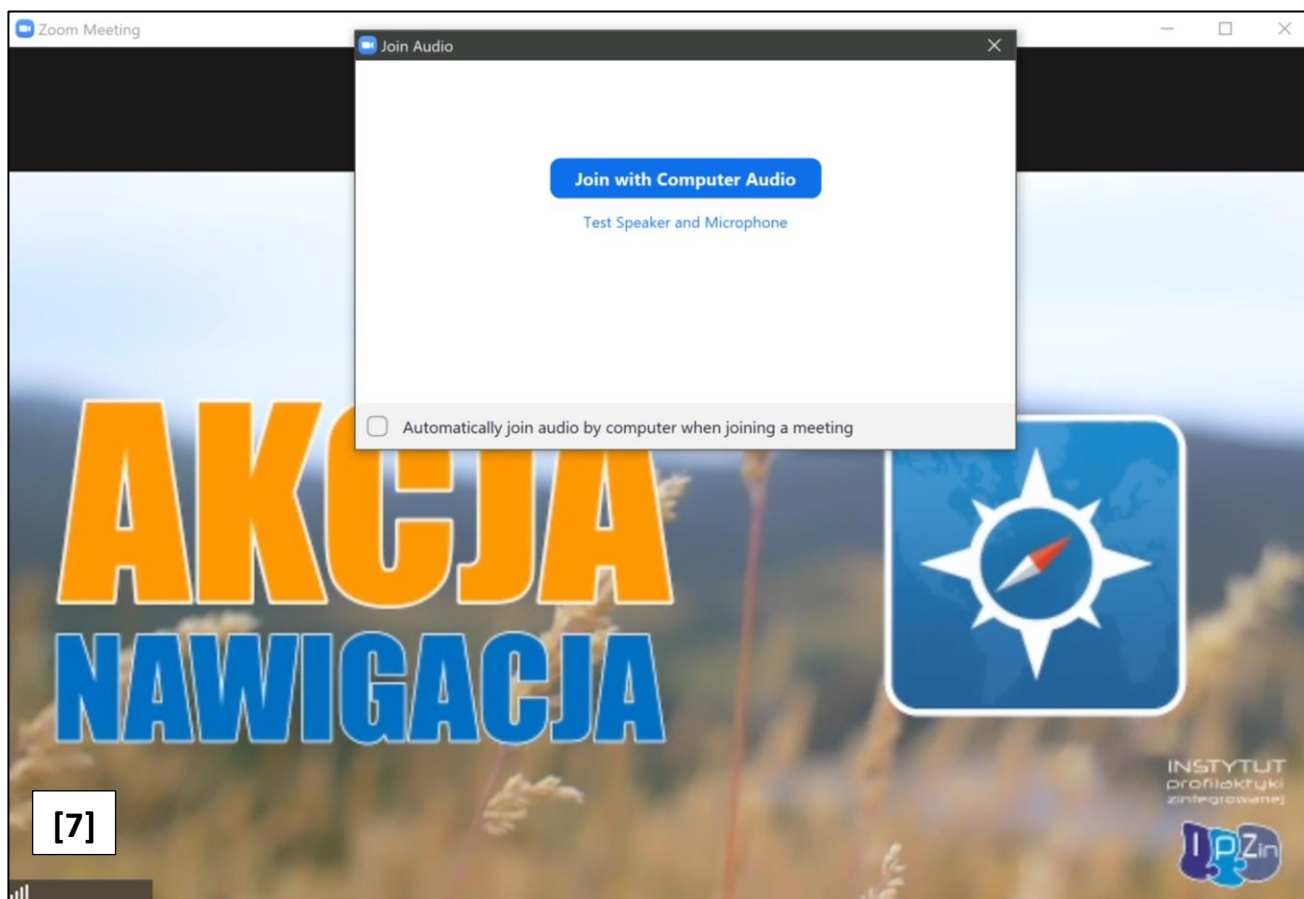 Zoom Meeting
Join Audio
Join with Computer Audio
Test Speaker and Microphone
Automatically join audio by computer when joining a meeting
AKCJA
NAWIGACJA
INSTYTUT
profilaktyki
zintegrowanej
[7]
IPZin